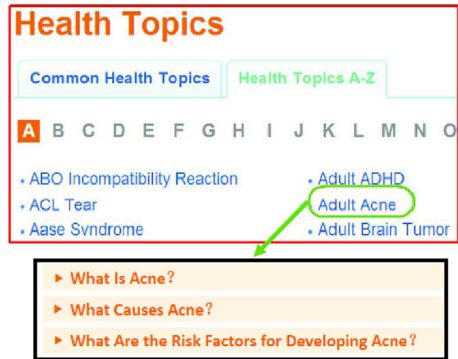 Health Topics
Common Health Topics
Health Topics A-Z
A B C D E F G H I J K L M N O
ABO Incompatibility Reaction
Adult ADHD
ACL Tear
Adult Acne
Aase Syndrome
Adult Brain Tumor
What Is Acne?
What Causes Acne?
What Are the Risk Factors for Developing Acne?